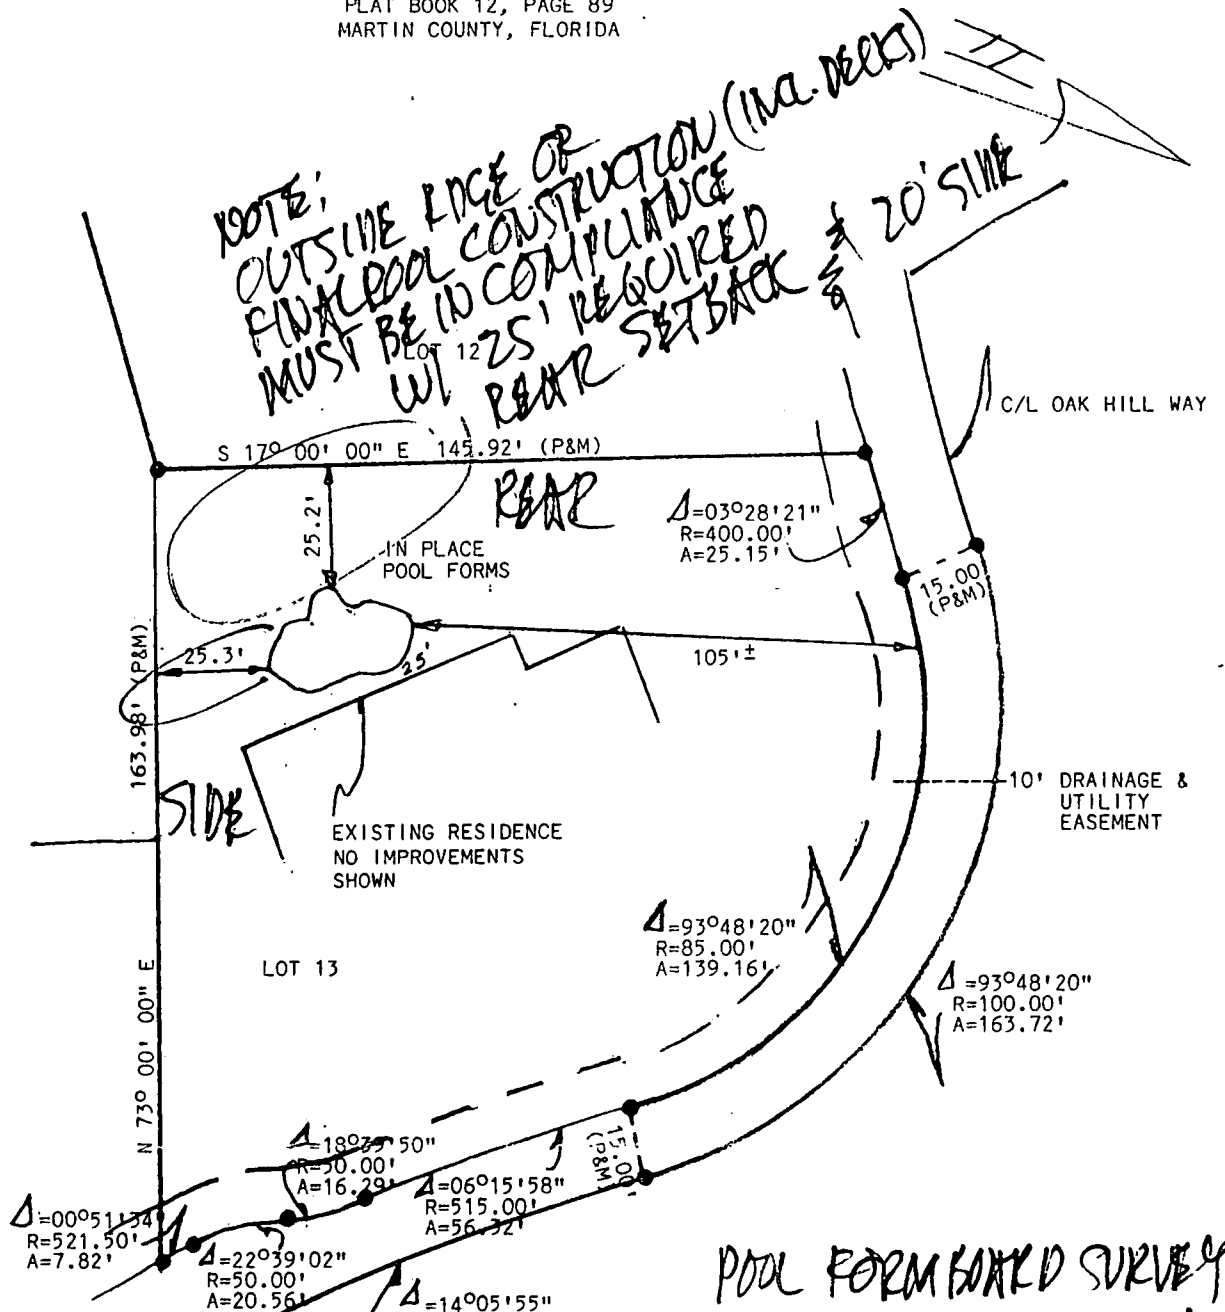 PLAT BOOK 12, PAGE 89
MARTIN COUNTY, FLORIDA
NOTE:
OUTSIDE EDGE OF
FINAL POOL CONSTRUCTION (INCL. DECKS)
MUST BE IN COMPLIANCE
W/ 25' REQUIRED
REAR SETBACK & 20' SIDE
LOT 12
C/L OAK HILL WAY
S 17° 00' 00" E 145.92' (P&M)
REAR
Δ=03°28'21"
R=400.00'
A=25.15'
25.2'
IN PLACE
POOL FORMS
15.00
(P&M)
163.98' (P&M)
25.3'
25'
105'±
SIDE
10' DRAINAGE &
UTILITY
EASEMENT
EXISTING RESIDENCE
NO IMPROVEMENTS
SHOWN
Δ=93°48'20"
R=85.00'
A=139.16'
LOT 13
Δ=93°48'20"
R=100.00'
A=163.72'
N 73° 00' 00" E
Δ=18°39'50"
R=50.00'
A=16.29'
15.00'
(P&M)
Δ=06°15'58"
R=515.00'
A=56.32'
Δ=00°51'34"
R=521.50'
A=7.82'
Δ=22°39'02"
R=50.00'
A=20.56'
Δ=14°05'55"
POOL FORMBOARD SURVEY